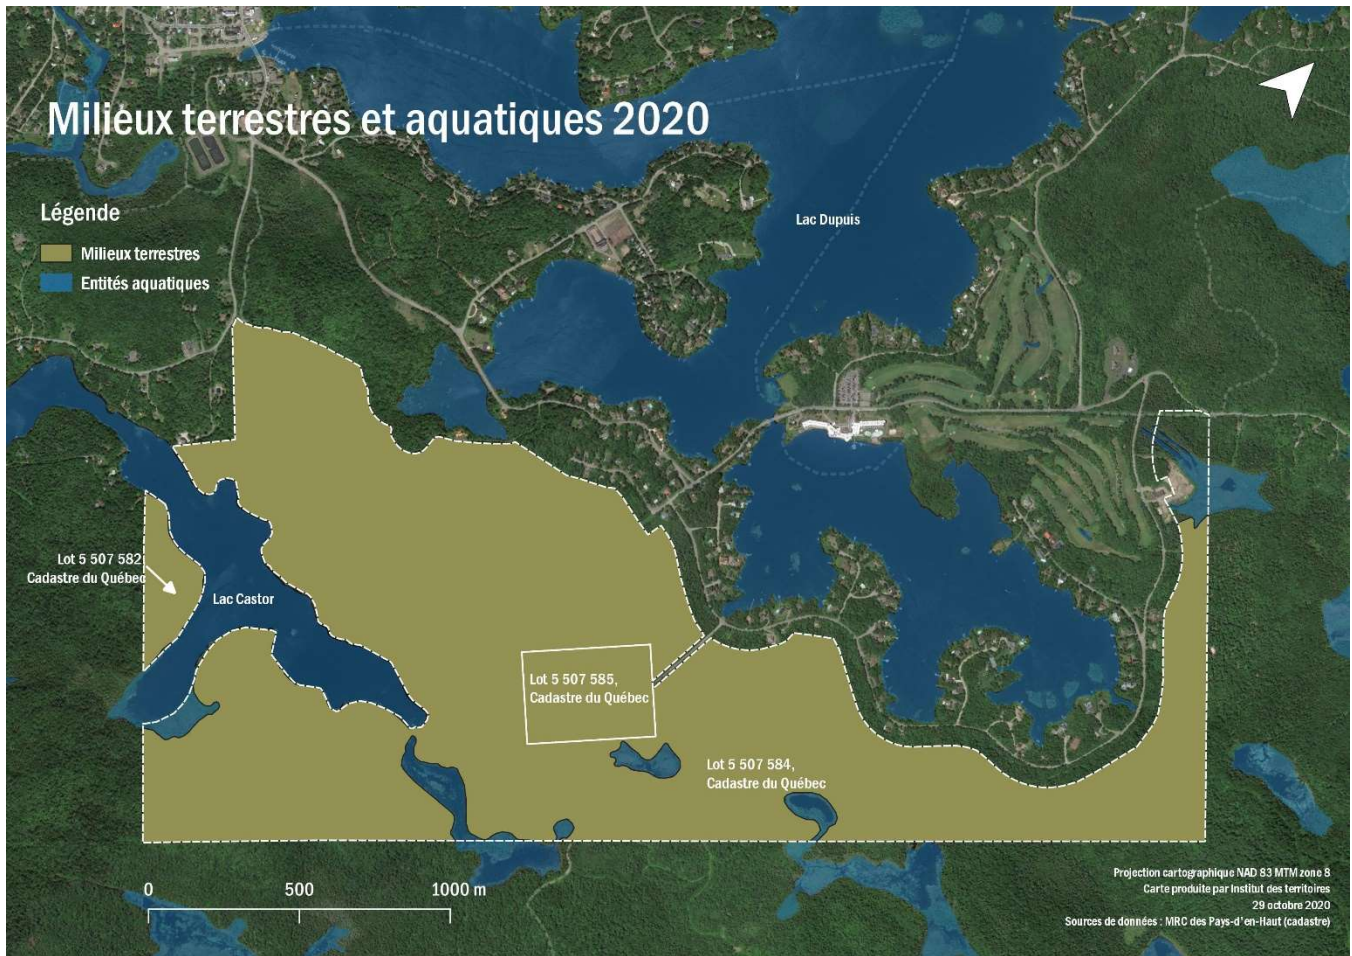 Milieux terrestres et aquatiques 2020
Légende
Milieux terrestres
Entités aquatiques
Lac Dupuis
Lot 5 507 582
Cadastre du Québec
Lac Castor
Lot 5 507 585,
Cadastre du Québec
Lot 5 507 584,
Cadastre du Québec
0 500 1000 m
Projection cartographique NAD 83 MTM zone 8
Carte produite par Institut des territoires
29 octobre 2020
Sources de données : MRC des Pays-d'en-Haut (cadastre)